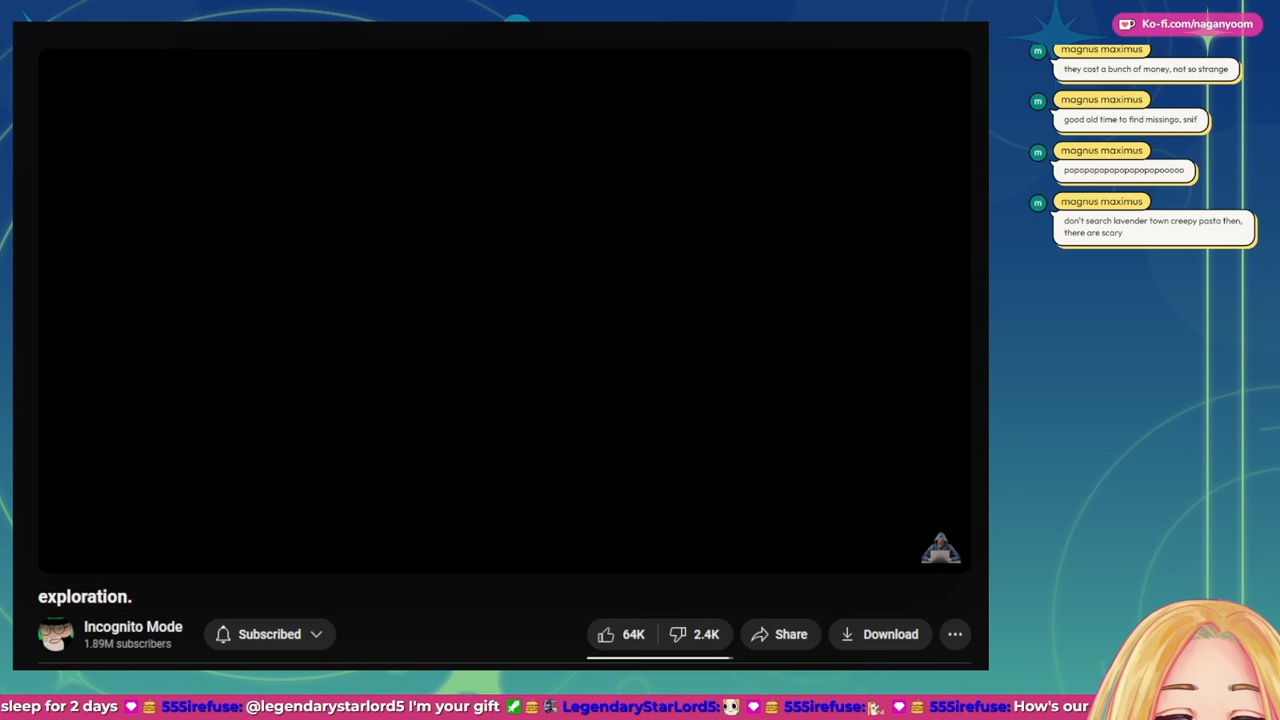 Ko-fi.com/naganyoom
m
magnus maximus
they cost a bunch of money, not so strange
m
magnus maximus
good old time to find missingo, snif
m
magnus maximus
popopopopopopopopopooooo
m
magnus maximus
don't search lavender town creepy pasta then,
there are scary
exploration.
Incognito Mode
1.89M subscribers
Subscribed
64K
2.4K
Share
Download
sleep for 2 days 555irefuse: @legendarystarlord5 I'm your gift LegendaryStarLord5: 555irefuse: 555irefuse: How's our